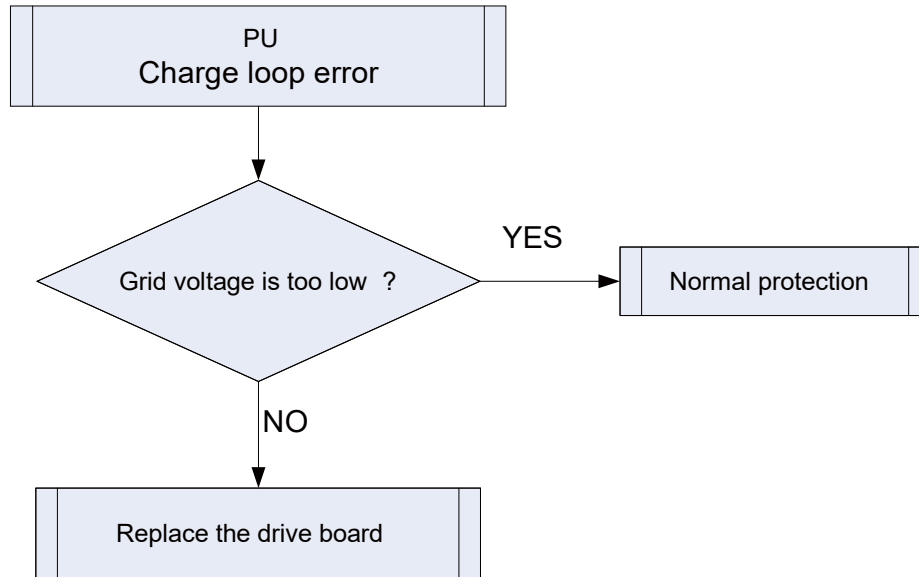 PU
Charge loop error
Grid voltage is too low ?
YES
Normal protection
NO
Replace the drive board